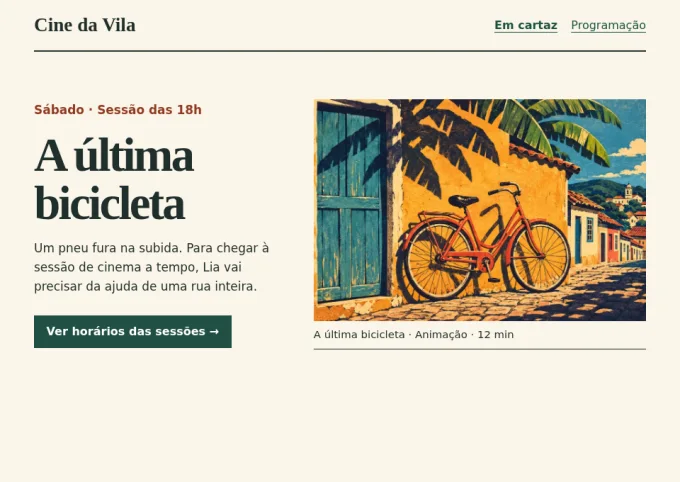 Cine da Vila
Em cartaz Programação
Sábado · Sessão das 18h
A última
bicicleta
Um pneu fura na subida. Para chegar à
sessão de cinema a tempo, Lia vai
precisar da ajuda de uma rua inteira.
Ver horários das sessões →
A última bicicleta · Animação · 12 min